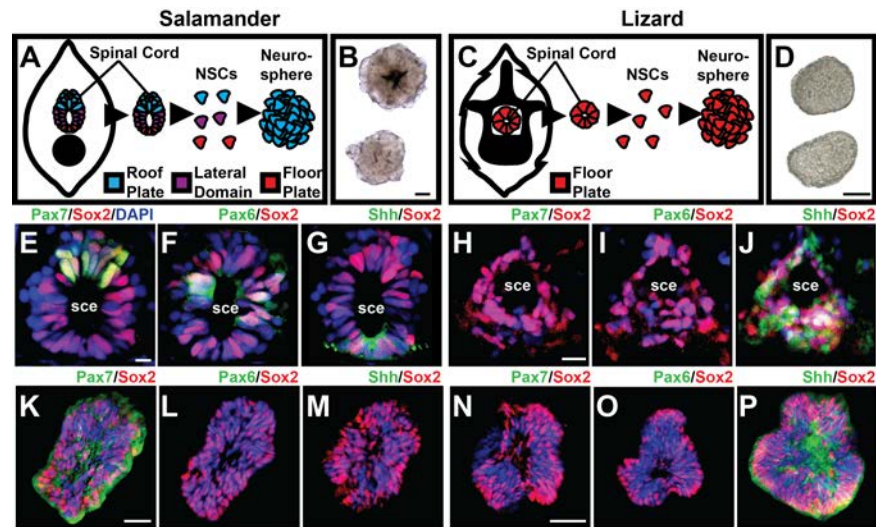 Salamander
Lizard
A
Spinal Cord
NSCs
Neuro-
sphere
Roof
Plate
Lateral
Domain
Floor
Plate
B
C
Spinal Cord
NSCs
Neuro-
sphere
Floor
Plate
D
Pax7/Sox2/DAPI
Pax6/Sox2
Shh/Sox2
Pax7/Sox2
Pax6/Sox2
Shh/Sox2
E
sce
F
sce
G
sce
H
sce
I
sce
J
sce
Pax7/Sox2
Pax6/Sox2
Shh/Sox2
Pax7/Sox2
Pax6/Sox2
Shh/Sox2
K
L
M
N
O
P